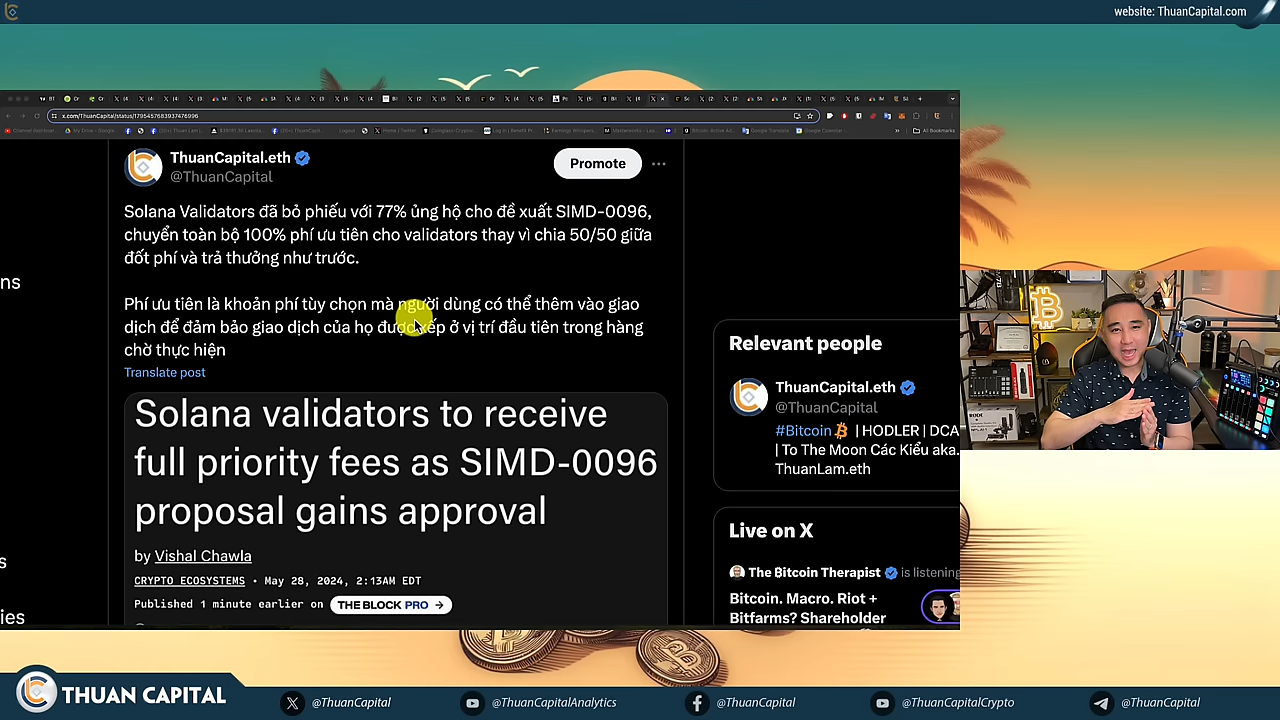 website: ThuanCapital.com
x.com/ThuanCapital/status/1795457683937476996
ThuanCapital.eth
@ThuanCapital
Promote
Solana Validators đã bỏ phiếu với 77% ủng hộ cho đề xuất SIMD-0096,
chuyển toàn bộ 100% phí ưu tiên cho validators thay vì chia 50/50 giữa
đốt phí và trả thưởng như trước.
Phí ưu tiên là khoản phí tùy chọn mà người dùng có thể thêm vào giao
dịch để đảm bảo giao dịch của họ được xếp ở vị trí đầu tiên trong hàng
chờ thực hiện
Translate post
Solana validators to receive
full priority fees as SIMD-0096
proposal gains approval
by Vishal Chawla
CRYPTO ECOSYSTEMS • May 28, 2024, 2:13AM EDT
Published 1 minute earlier on THE BLOCK PRO →
ns
s
ies
Relevant people
ThuanCapital.eth
@ThuanCapital
#Bitcoin | HODLER | DCA
| To The Moon Các Kiểu aka.
ThuanLam.eth
Live on X
The Bitcoin Therapist is listening
Bitcoin. Macro. Riot +
Bitfarms? Shareholder
RODE
THUAN CAPITAL
@ThuanCapital
@ThuanCapitalAnalytics
@ThuanCapital
@ThuanCapitalCrypto
@ThuanCapital